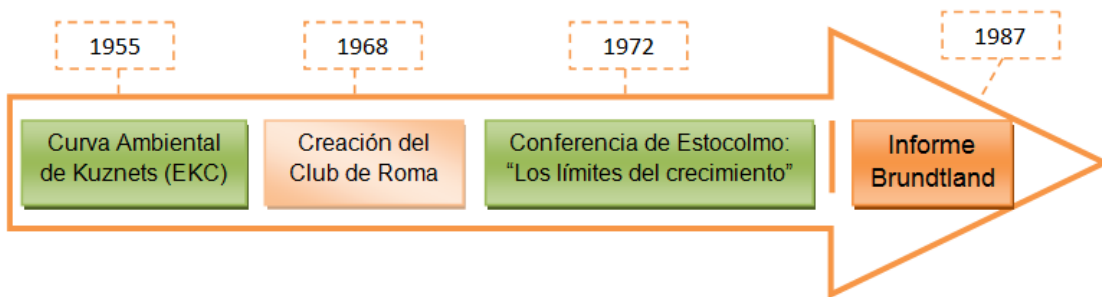 1955
1968
1972
1987
Curva Ambiental
de Kuznets (EKC)
Creación del
Club de Roma
Conferencia de Estocolmo:
“Los límites del crecimiento”
Informe
Brundtland